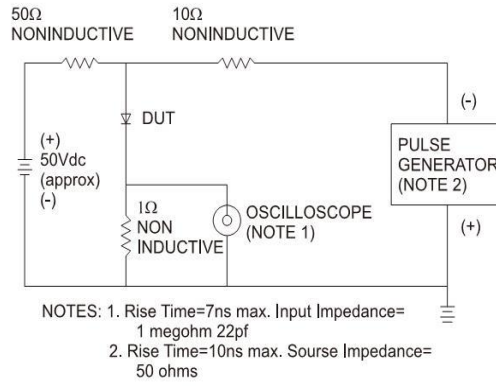 50Ω
NONINDUCTIVE
10Ω
NONINDUCTIVE
(+)
50Vdc
(approx)
(-)
DUT
1Ω
NON
INDUCTIVE
OSCILLOSCOPE
(NOTE 1)
(-)
PULSE
GENERATOR
(NOTE 2)
(+)
NOTES: 1. Rise Time=7ns max. Input Impedance=
1 megohm 22pf
2. Rise Time=10ns max. Sourse Impedance=
50 ohms